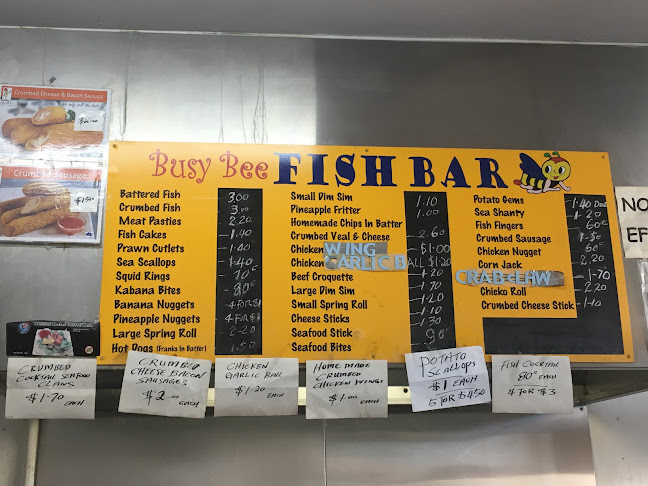 Busy Bee FISH BAR
Crumbed Cheese & Bacon Sausage
Crumbed Sausages
$1.50
Battered Fish 3.00
Crumbed Fish 3.00
Meat Pasties 2.20
Fish Cakes 1.90
Prawn Cutlets
Sea Scallops 1.40
Squid Rings 70c
Kabana Bites 80c
Banana Nuggets 4 FOR $1
Pineapple Nuggets 4 FOR $1
Large Spring Roll 2.20
Hot Dogs (Franks In Batter)
Small Dim Sim 1.10
Pineapple Fritter 1.00
Homemade Chips In Batter
Crumbed Veal & Cheese 2.60
Chicken WING $1.00
Chicken GARLIC BALL $1.20
Beef Croquette 1.70
Large Dim Sim 1.20
Small Spring Roll 1.10
Cheese Sticks 1.30
Seafood Stick
Seafood Bites
Potato Gems 1.40 Doz
Sea Shanty 1.20
Fish Fingers 60c
Crumbed Sausage 1.50
Chicken Nugget 60c
Corn Jack 2.20
CRAB CLAW 1.70
Chicko Roll 2.20
Crumbed Cheese Stick 1.40
NO
EF
CRUMBED
COCKTAIL SEAFOOD
CLAWS
$1-70 EACH
CRUMBED
CHEESE BACON
SAUSAGES
$2.00 EACH
CHICKEN
GARLIC BALL
$1-20 EACH
HOME MADE
CRUMBED
CHICKEN WINGS
$1-00 EACH
POTATO
SCALLOPS
$1 EACH
5 FOR $4.50
FISH COCKTAIL
80c EACH
4 FOR $3